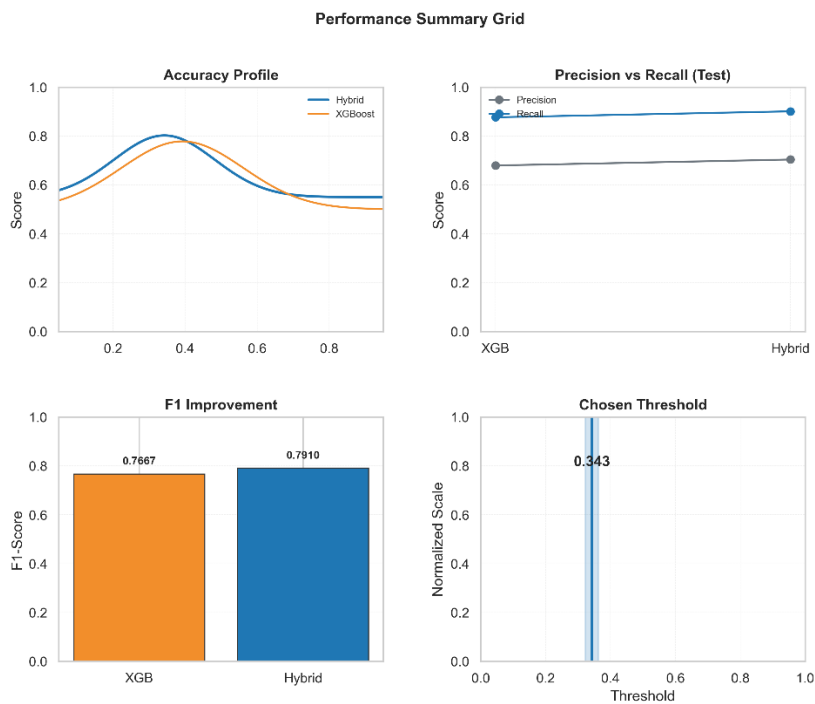 Performance Summary Grid
Accuracy Profile
1.0
0.8
0.6
0.4
0.2
0.0
Score
Hybrid
XGBoost
0.2 0.4 0.6 0.8
Precision vs Recall (Test)
1.0
0.8
0.6
0.4
0.2
0.0
Score
Precision
Recall
XGB Hybrid
F1 Improvement
1.0
0.8
0.6
0.4
0.2
0.0
F1-Score
0.7667
0.7910
XGB Hybrid
Chosen Threshold
1.0
0.8
0.6
0.4
0.2
0.0
Normalized Scale
0.343
0.0 0.2 0.4 0.6 0.8 1.0
Threshold